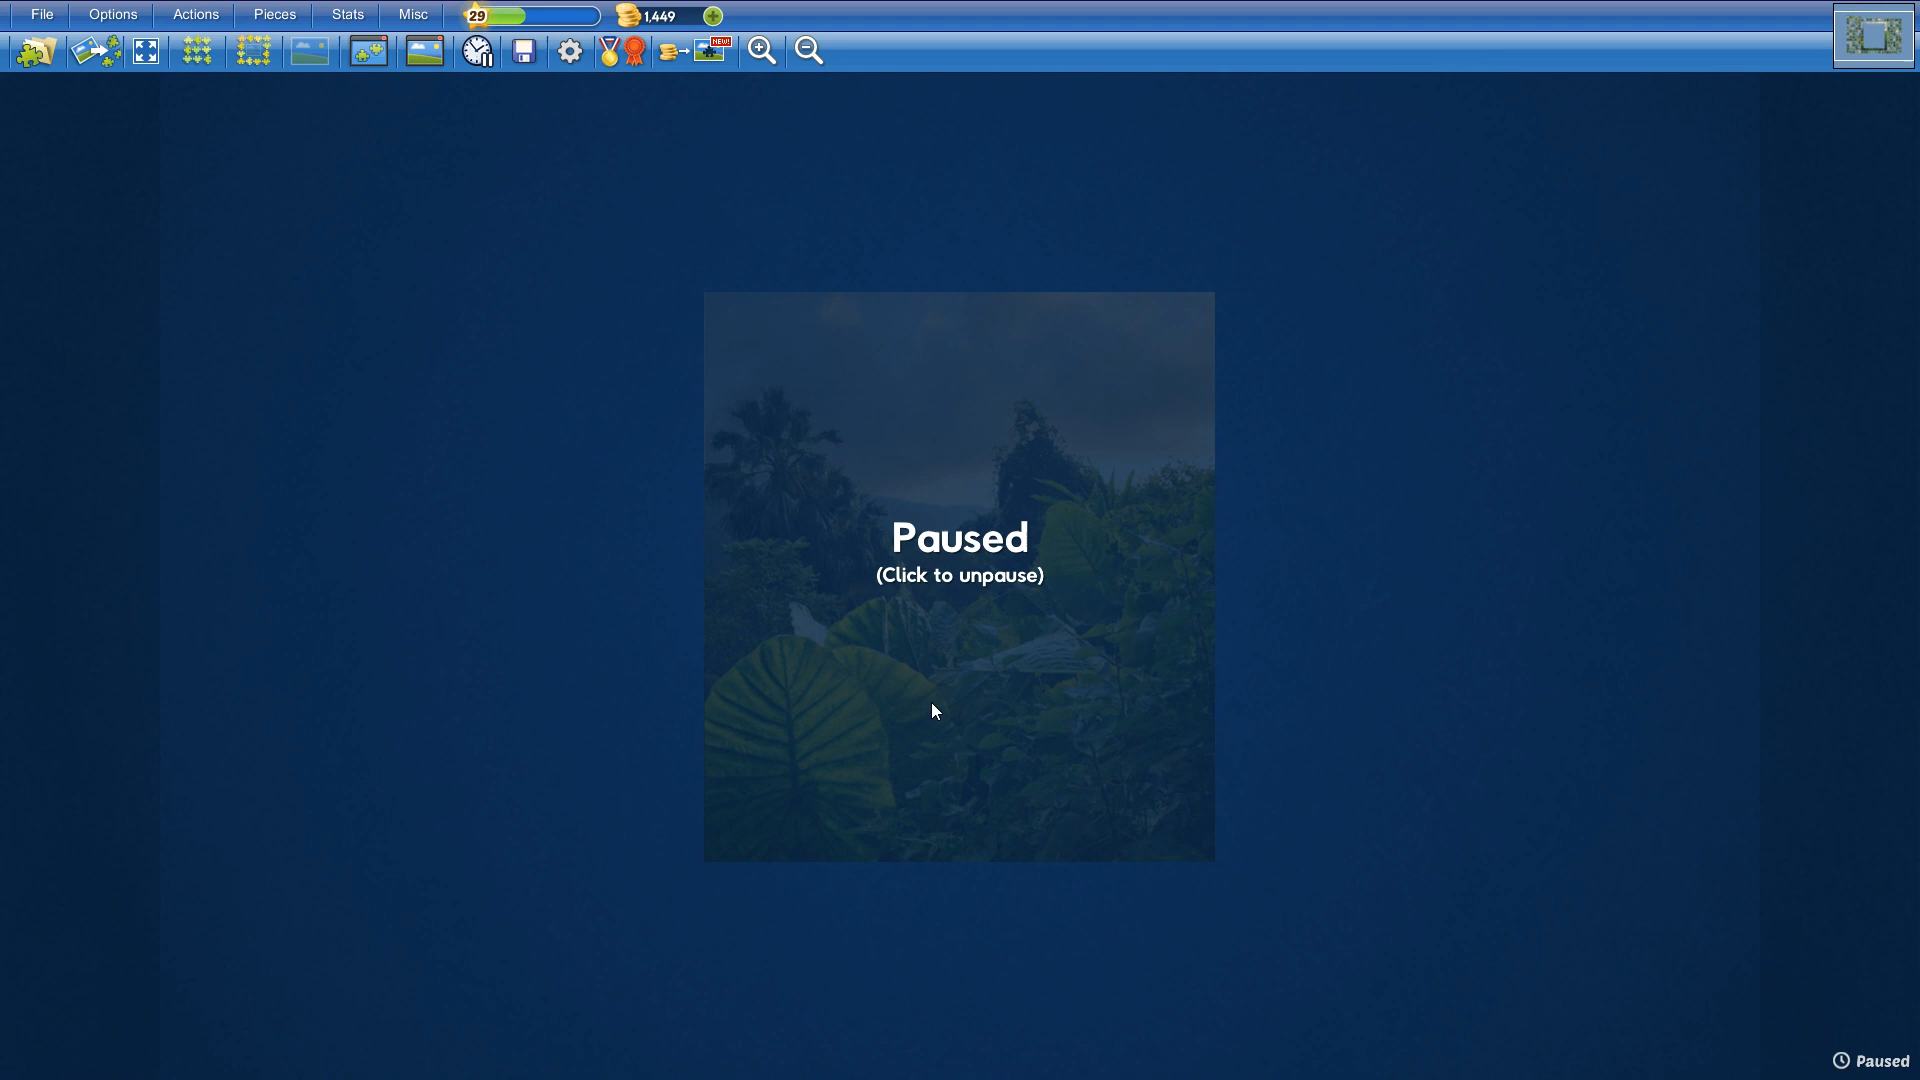 File Options Actions Pieces Stats Misc 29 1,449
NEW!
Paused
(Click to unpause)
Paused